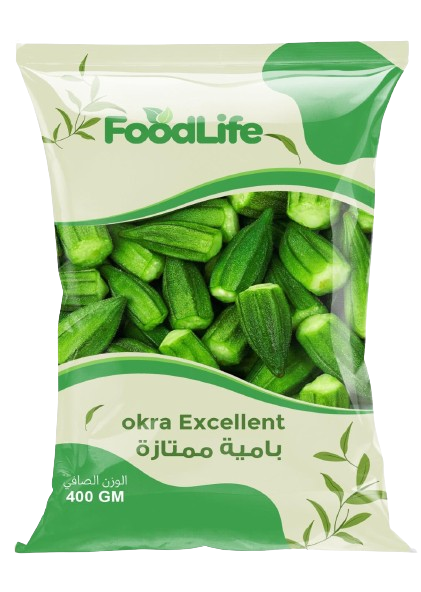 FoodLife
okra Excellent
بامية ممتازة
الوزن الصافي
400 GM